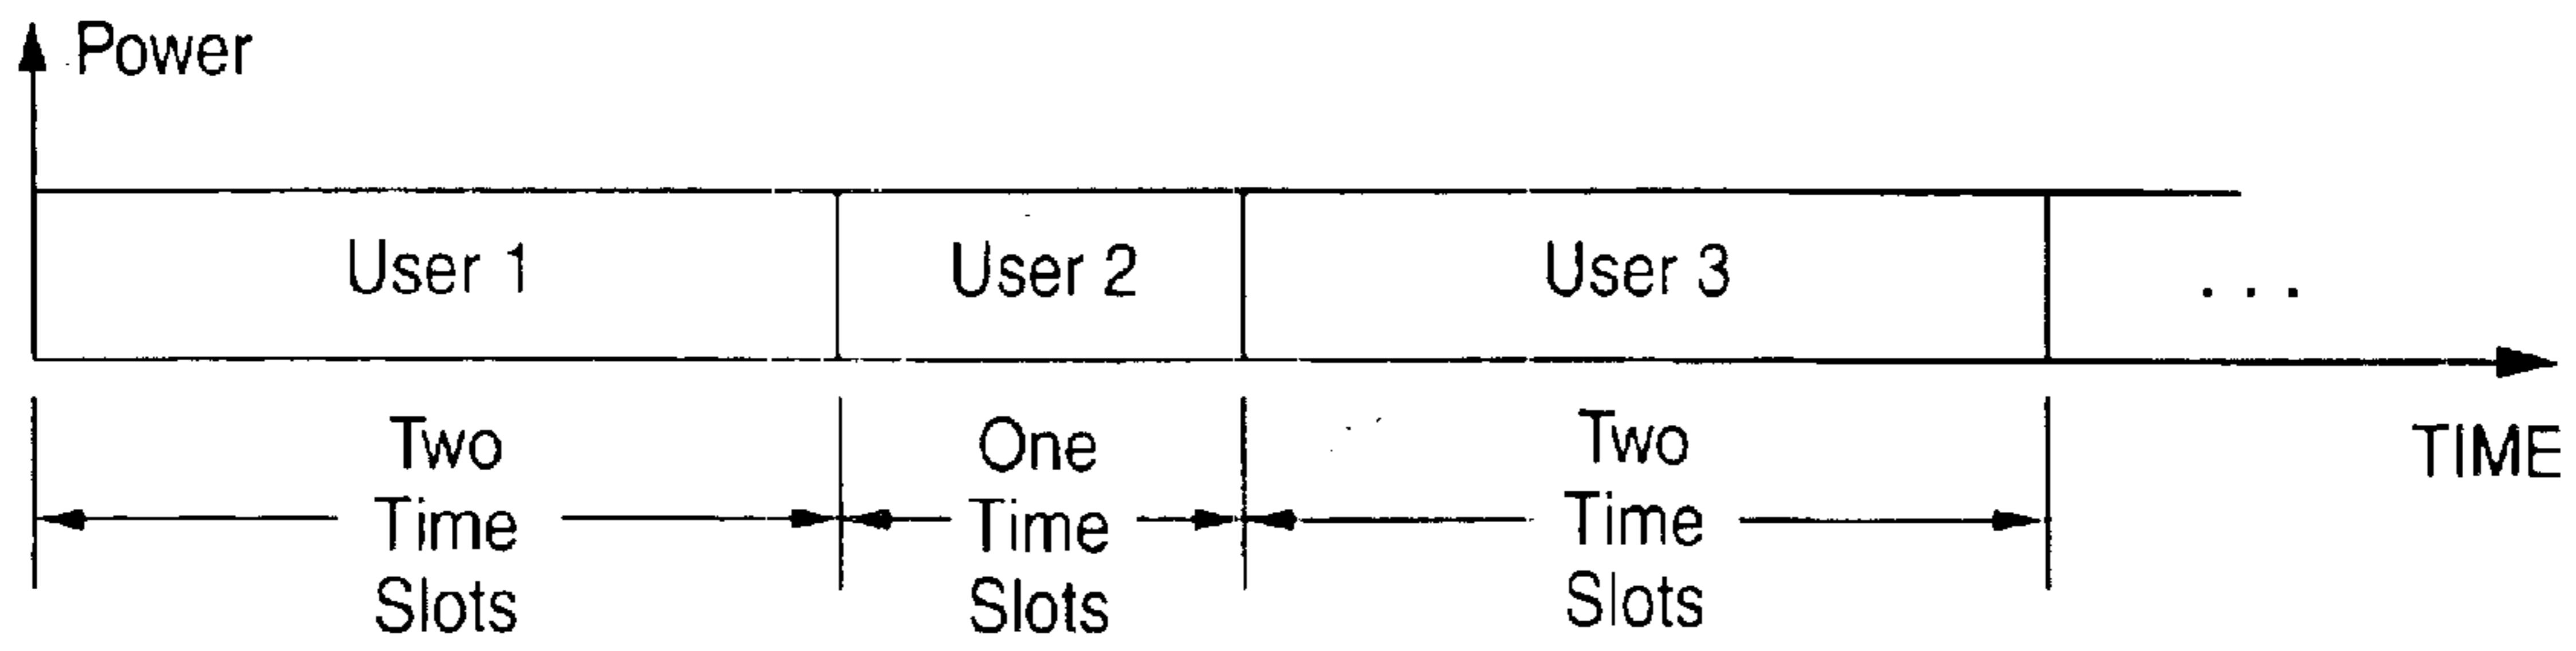 Power
User 1
User 2
User 3
. . .
TIME
Two
Time
Slots
One
Time
Slots
Two
Time
Slots